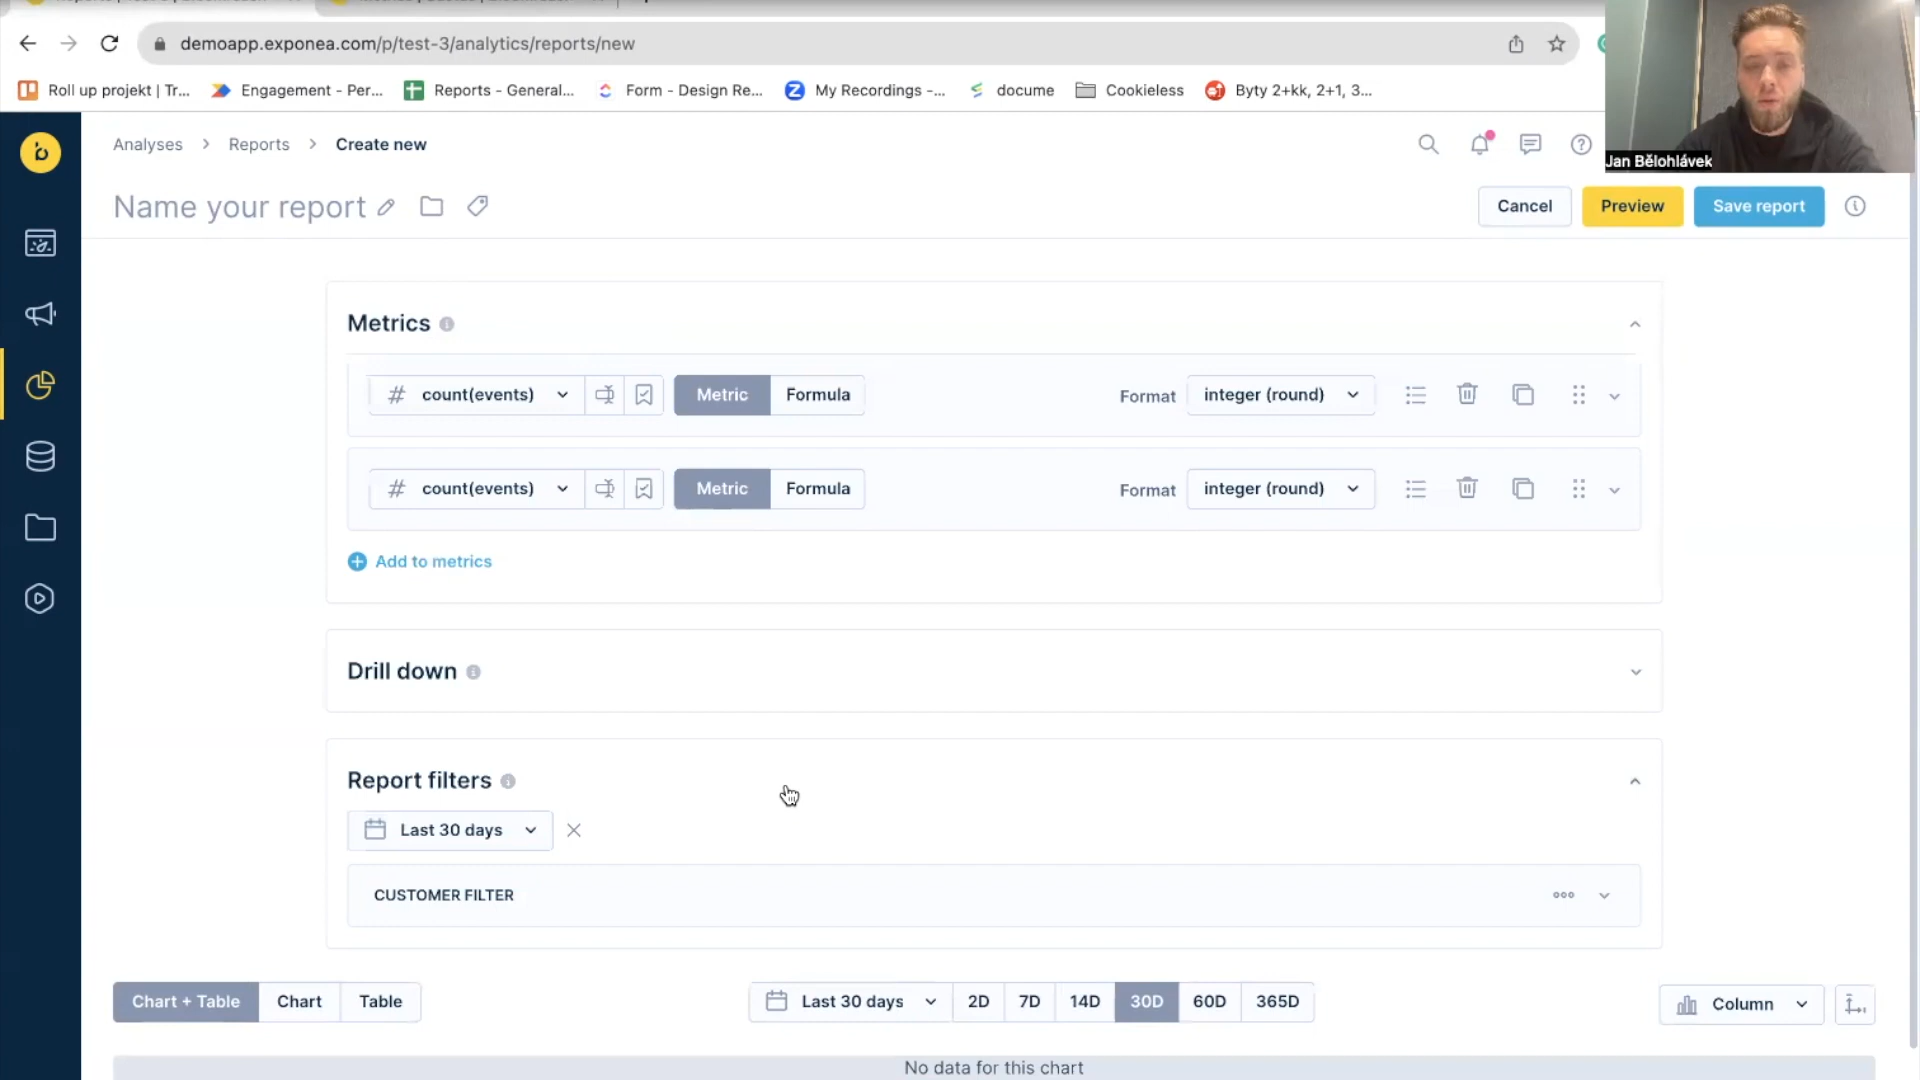 demoapp.exponea.com/p/test-3/analytics/reports/new
Roll up projekt | Tr... Engagement - Per... Reports - General... Form - Design Re... My Recordings -... docume Cookieless Byty 2+kk, 2+1, 3...
Jan Bělohlávek
Analyses > Reports > Create new
Name your report
Cancel Preview Save report
Metrics
# count(events) Metric Formula Format integer (round)
# count(events) Metric Formula Format integer (round)
Add to metrics
Drill down
Report filters
Last 30 days
CUSTOMER FILTER
Chart + Table Chart Table Last 30 days 2D 7D 14D 30D 60D 365D Column
No data for this chart